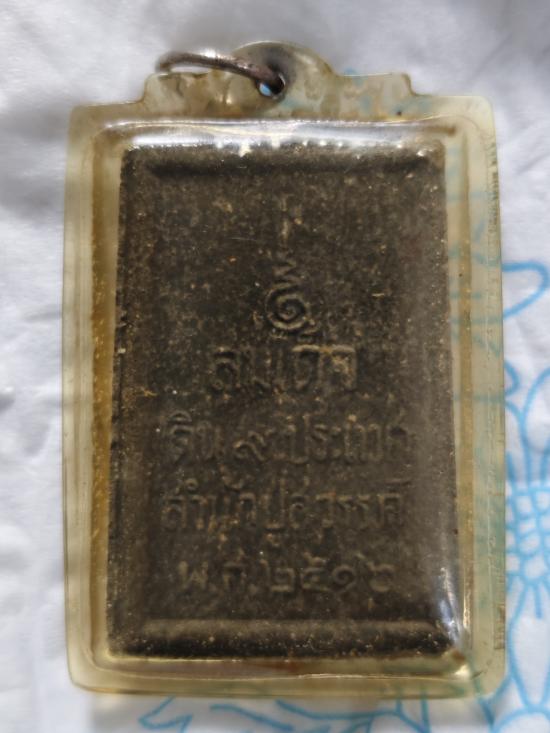 สมเด็จ
ดิน ๙ ประเทศ
สำนักปู่สวรรค์
พ.ศ. ๒๕๑๖